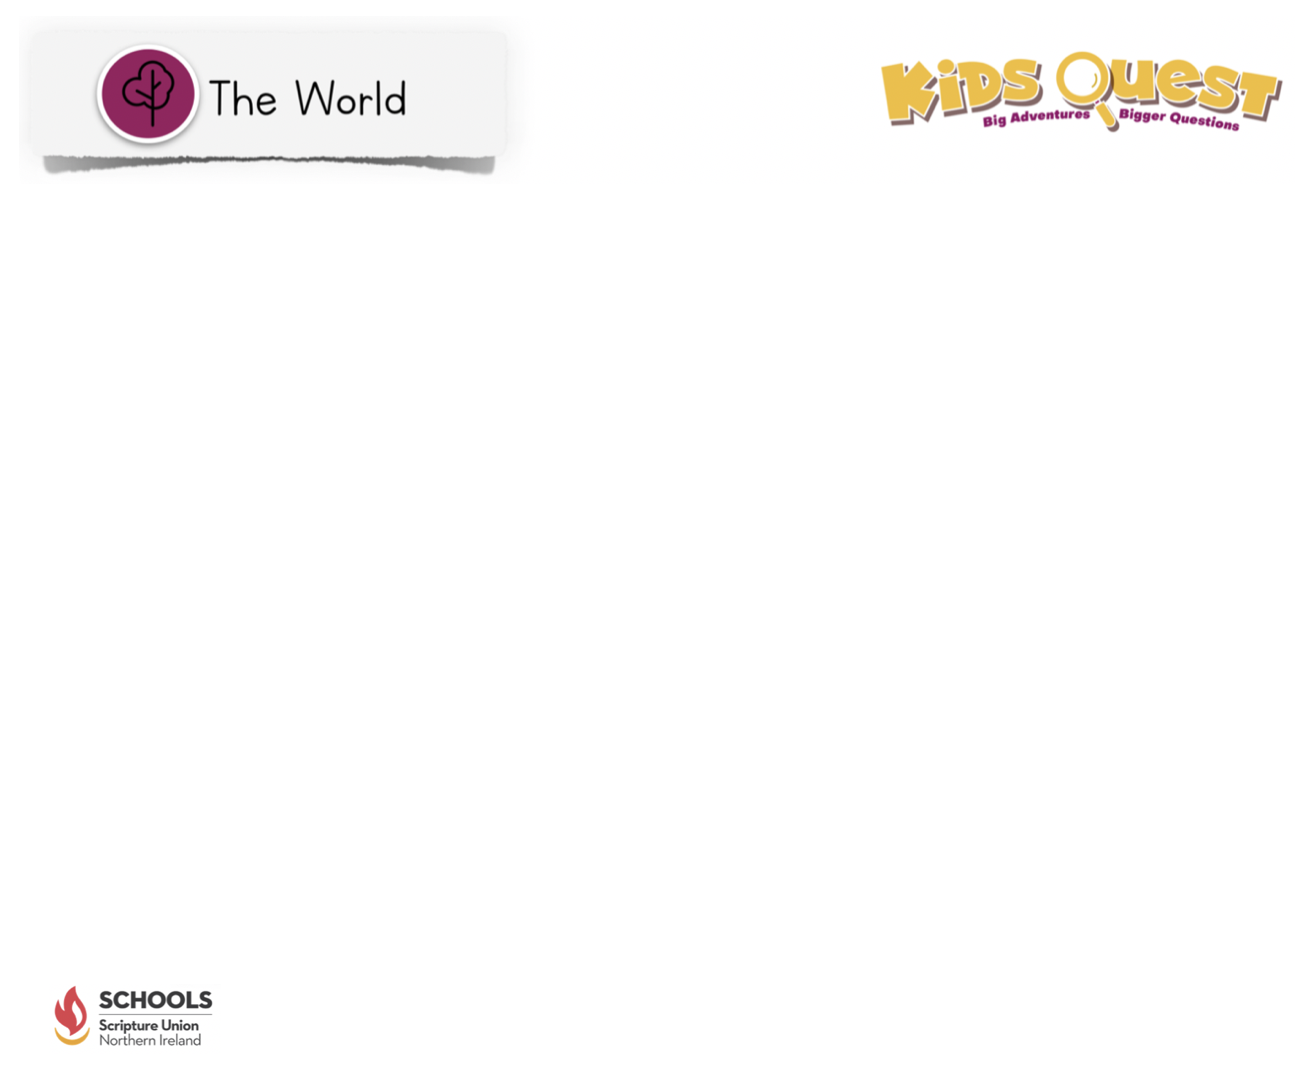 The World
KiDS QUEST
Big Adventures Bigger Questions
SCHOOLS
Scripture Union
Northern Ireland